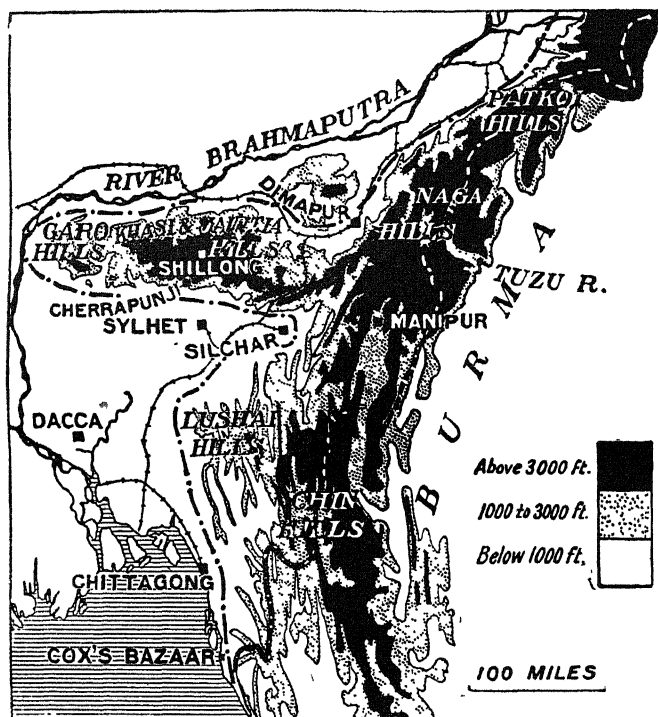 PATKOI
HILLS
RIVER BRAHMAPUTRA
DIMAPUR
NAGA
HILLS
GARO
HILLS
KHASI & JAINTIA
HILLS
SHILLONG
TUZU R.
CHERRAPUNJI
SYLHET
MANIPUR
SILCHAR
BURMA
DACCA
LUSHAI
HILLS
Above 3000 ft.
1000 to 3000 ft.
Below 1000 ft.
CHIN
HILLS
CHITTAGONG
COX'S BAZAAR
100 MILES